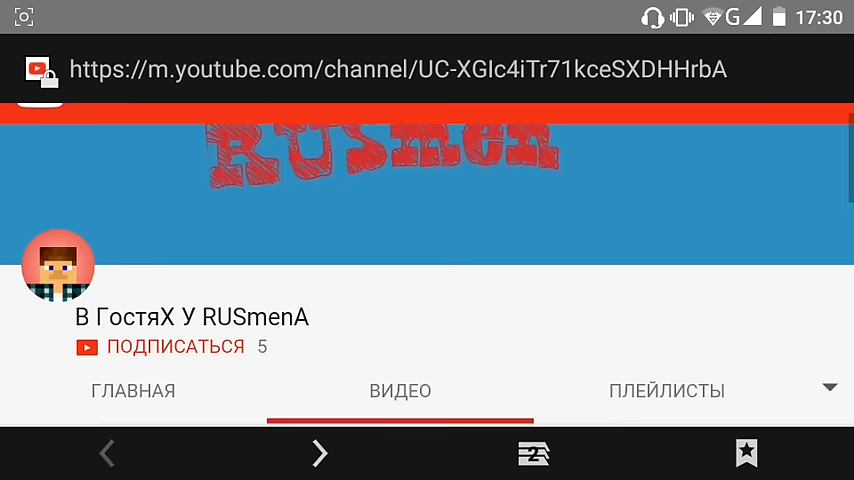 G 17:30
https://m.youtube.com/channel/UC-XGIc4iTr71kceSXDHHrbA
RUSmen
В ГостяХ У RUSmenA
ПОДПИСАТЬСЯ 5
ГЛАВНАЯ ВИДЕО ПЛЕЙЛИСТЫ
2